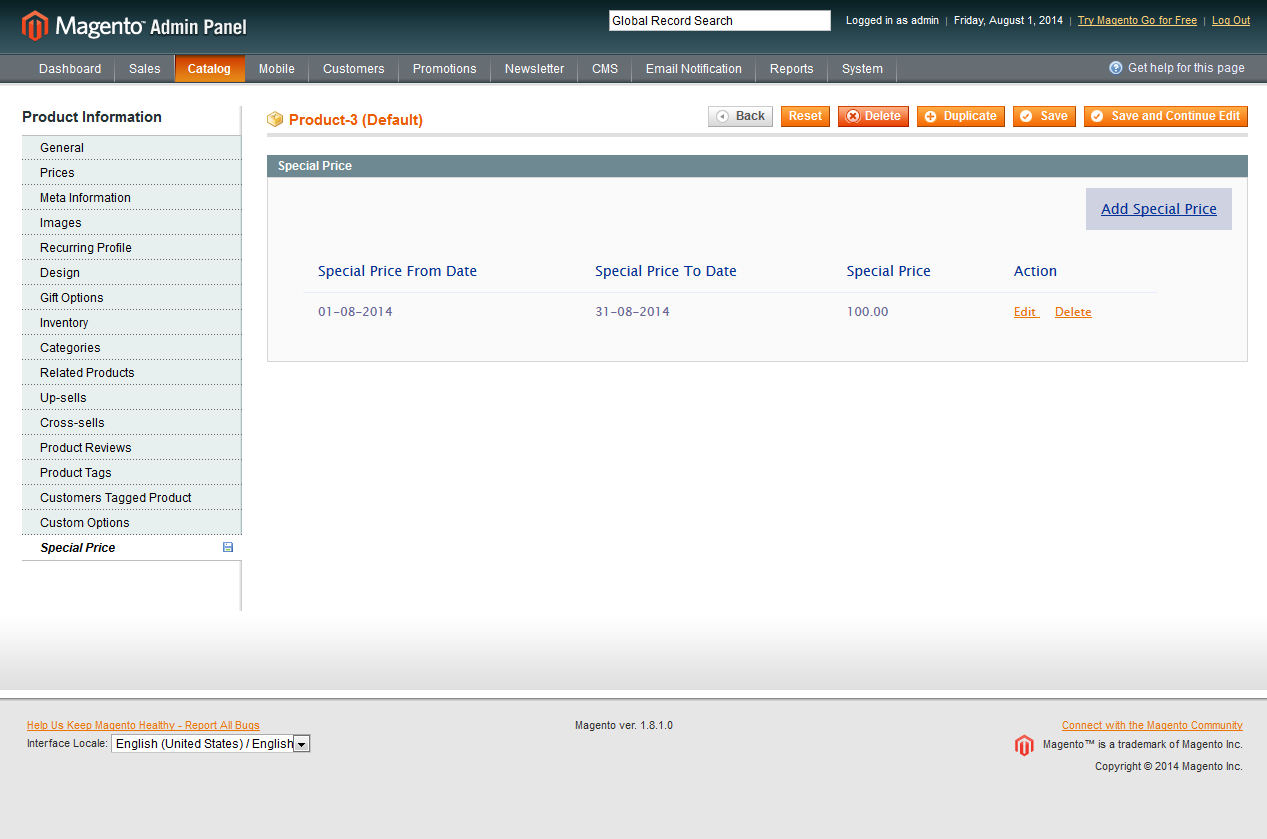 Magento™ Admin Panel
Global Record Search
Logged in as admin | Friday, August 1, 2014 | Try Magento Go for Free | Log Out
Dashboard Sales Catalog Mobile Customers Promotions Newsletter CMS Email Notification Reports System Get help for this page
Product Information
General
Prices
Meta Information
Images
Recurring Profile
Design
Gift Options
Inventory
Categories
Related Products
Up-sells
Cross-sells
Product Reviews
Product Tags
Customers Tagged Product
Custom Options
Special Price
Product-3 (Default)
Back Reset Delete Duplicate Save Save and Continue Edit
Special Price
Add Special Price
Special Price From Date Special Price To Date Special Price Action
01-08-2014 31-08-2014 100.00 Edit Delete
Help Us Keep Magento Healthy - Report All Bugs
Interface Locale: English (United States) / English
Magento ver. 1.8.1.0
Connect with the Magento Community
Magento™ is a trademark of Magento Inc.
Copyright © 2014 Magento Inc.